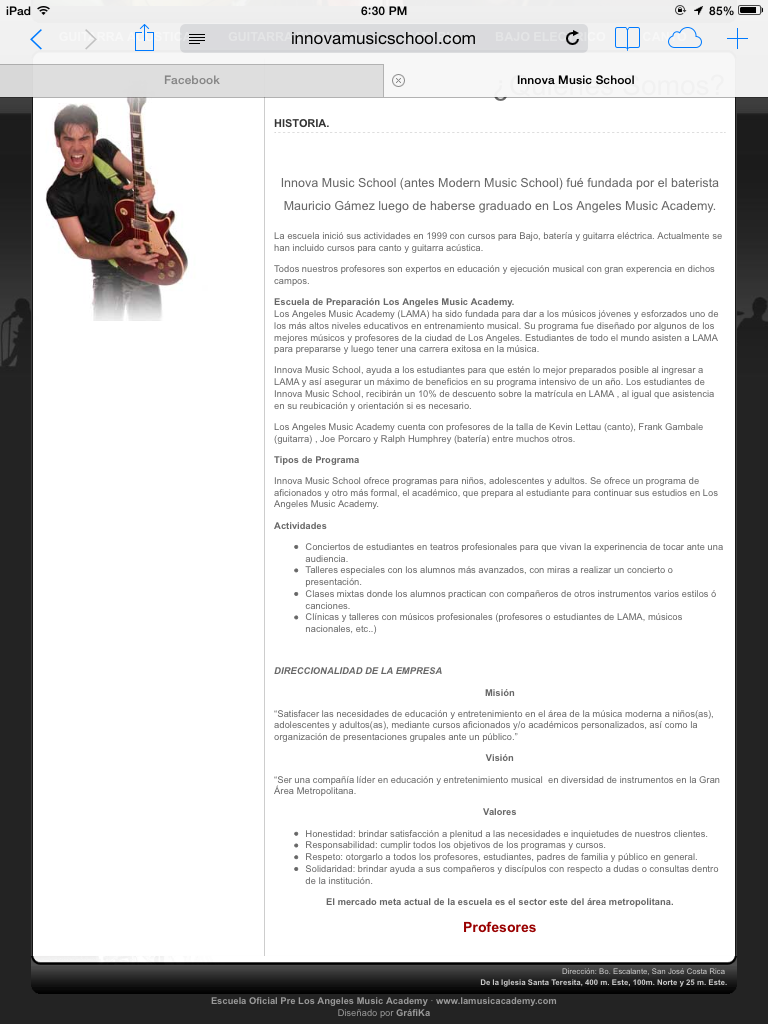 iPad 6:30 PM 85%
innovamusicschool.com
Facebook
Innova Music School
¿Quiénes Somos?
HISTORIA.
Innova Music School (antes Modern Music School) fué fundada por el baterista
Mauricio Gámez luego de haberse graduado en Los Angeles Music Academy.
La escuela inició sus actividades en 1999 con cursos para Bajo, batería y guitarra eléctrica. Actualmente se
han incluido cursos para canto y guitarra acústica.
Todos nuestros profesores son expertos en educación y ejecución musical con gran experencia en dichos
campos.
Escuela de Preparación Los Angeles Music Academy.
Los Angeles Music Academy (LAMA) ha sido fundada para dar a los músicos jóvenes y esforzados uno de
los más altos niveles educativos en entrenamiento musical. Su programa fue diseñado por algunos de los
mejores músicos y profesores de la ciudad de Los Angeles. Estudiantes de todo el mundo asisten a LAMA
para prepararse y luego tener una carrera exitosa en la música.
Innova Music School, ayuda a los estudiantes para que estén lo mejor preparados posible al ingresar a
LAMA y así asegurar un máximo de beneficios en su programa intensivo de un año. Los estudiantes de
Innova Music School, recibirán un 10% de descuento sobre la matrícula en LAMA , al igual que asistencia
en su reubicación y orientación si es necesario.
Los Angeles Music Academy cuenta con profesores de la talla de Kevin Lettau (canto), Frank Gambale
(guitarra) , Joe Porcaro y Ralph Humphrey (batería) entre muchos otros.
Tipos de Programa
Innova Music School ofrece programas para niños, adolescentes y adultos. Se ofrece un programa de
aficionados y otro más formal, el académico, que prepara al estudiante para continuar sus estudios en Los
Angeles Music Academy.
Actividades
• Conciertos de estudiantes en teatros profesionales para que vivan la experinencia de tocar ante una
audiencia.
• Talleres especiales con los alumnos más avanzados, con miras a realizar un concierto o
presentación.
• Clases mixtas donde los alumnos practican con compañeros de otros instrumentos varios estilos ó
canciones.
• Clínicas y talleres con músicos profesionales (profesores o estudiantes de LAMA, músicos
nacionales, etc..)
DIRECCIONALIDAD DE LA EMPRESA
Misión
“Satisfacer las necesidades de educación y entretenimiento en el área de la música moderna a niños(as),
adolescentes y adultos(as), mediante cursos aficionados y/o académicos personalizados, así como la
organización de presentaciones grupales ante un público.”
Visión
“Ser una compañía líder en educación y entretenimiento musical en diversidad de instrumentos en la Gran
Área Metropolitana.
Valores
• Honestidad: brindar satisfacción a plenitud a las necesidades e inquietudes de nuestros clientes.
• Responsabilidad: cumplir todos los objetivos de los programas y cursos.
• Respeto: otorgarlo a todos los profesores, estudiantes, padres de familia y público en general.
• Solidaridad: brindar ayuda a sus compañeros y discípulos con respecto a dudas o consultas dentro
de la institución.
El mercado meta actual de la escuela es el sector este del área metropolitana.
Profesores
Dirección: Bo. Escalante, San José Costa Rica
De la Iglesia Santa Teresita, 400 m. Este, 100m. Norte y 25 m. Este.
Escuela Oficial Pre Los Angeles Music Academy · www.lamusicacademy.com
Diseñado por GráfiKa